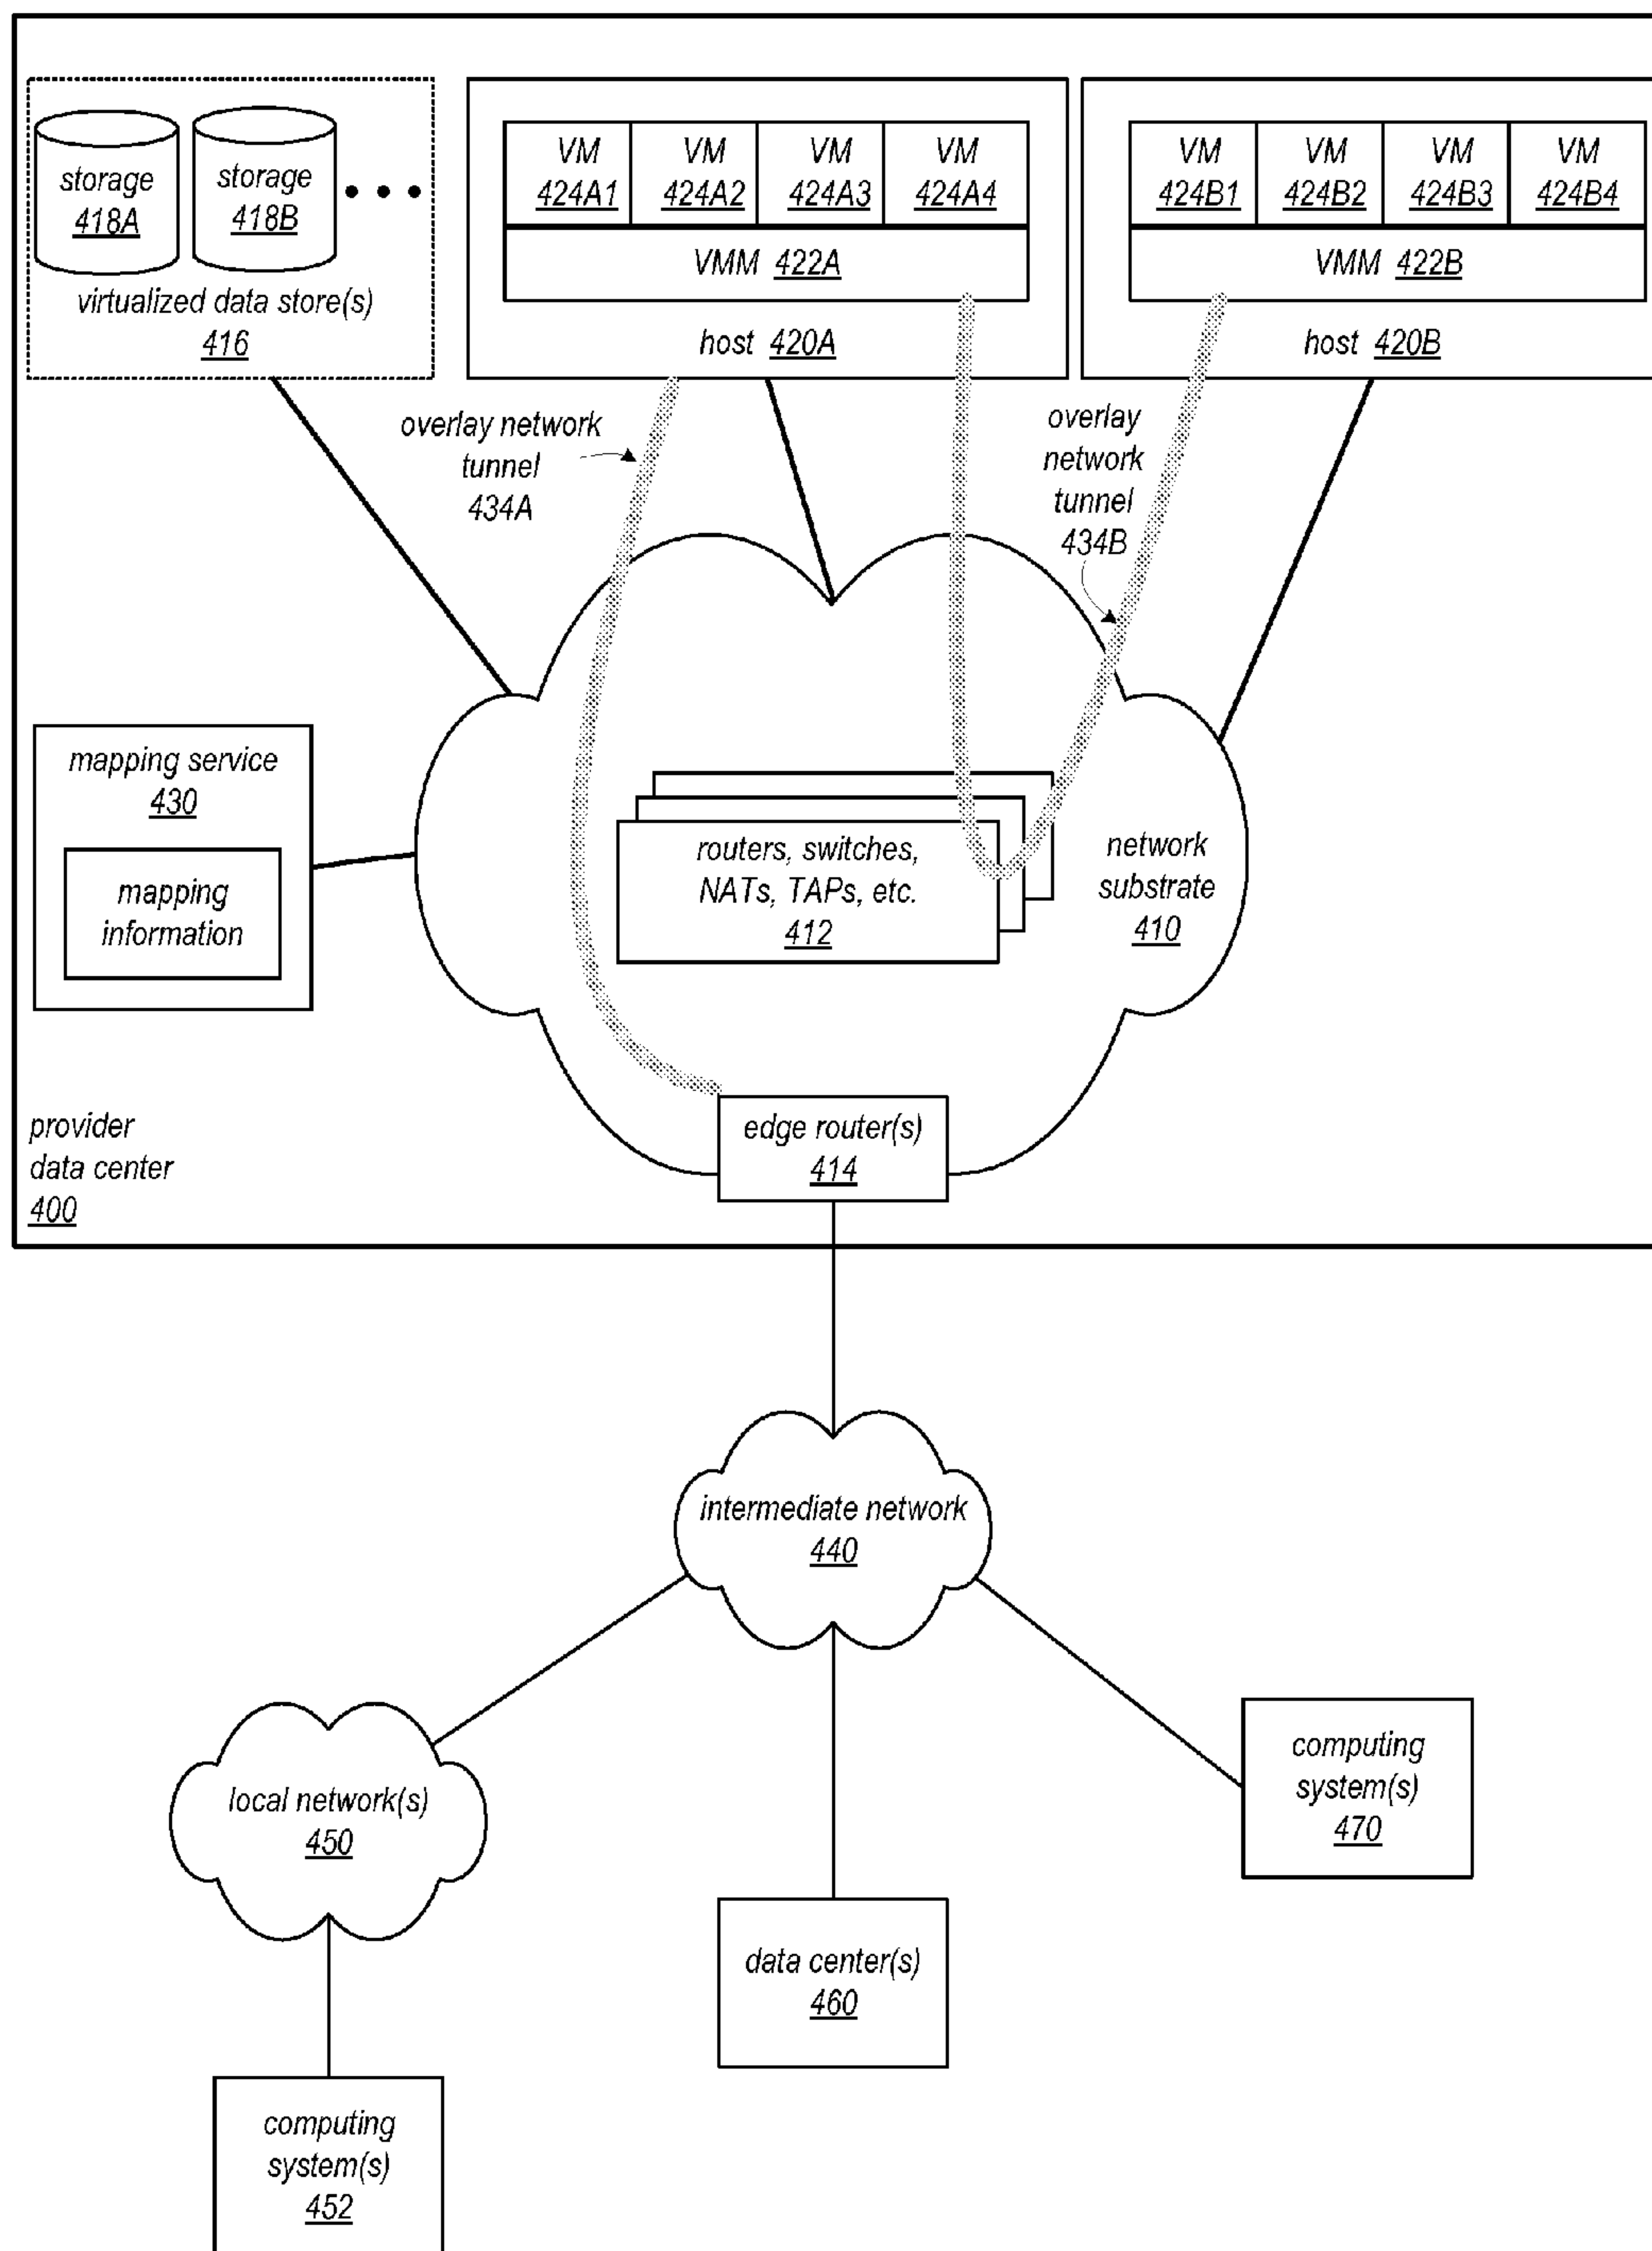 storage
418A
storage
418B
virtualized data store(s)
416
VM
424A1
VM
424A2
VM
424A3
VM
424A4
VMM 422A
host 420A
VM
424B1
VM
424B2
VM
424B3
VM
424B4
VMM 422B
host 420B
overlay network
tunnel
434A
overlay
network
tunnel
434B
mapping service
430
mapping
information
routers, switches,
NATs, TAPs, etc.
412
network
substrate
410
provider
data center
400
edge router(s)
414
intermediate network
440
local network(s)
450
computing
system(s)
470
data center(s)
460
computing
system(s)
452